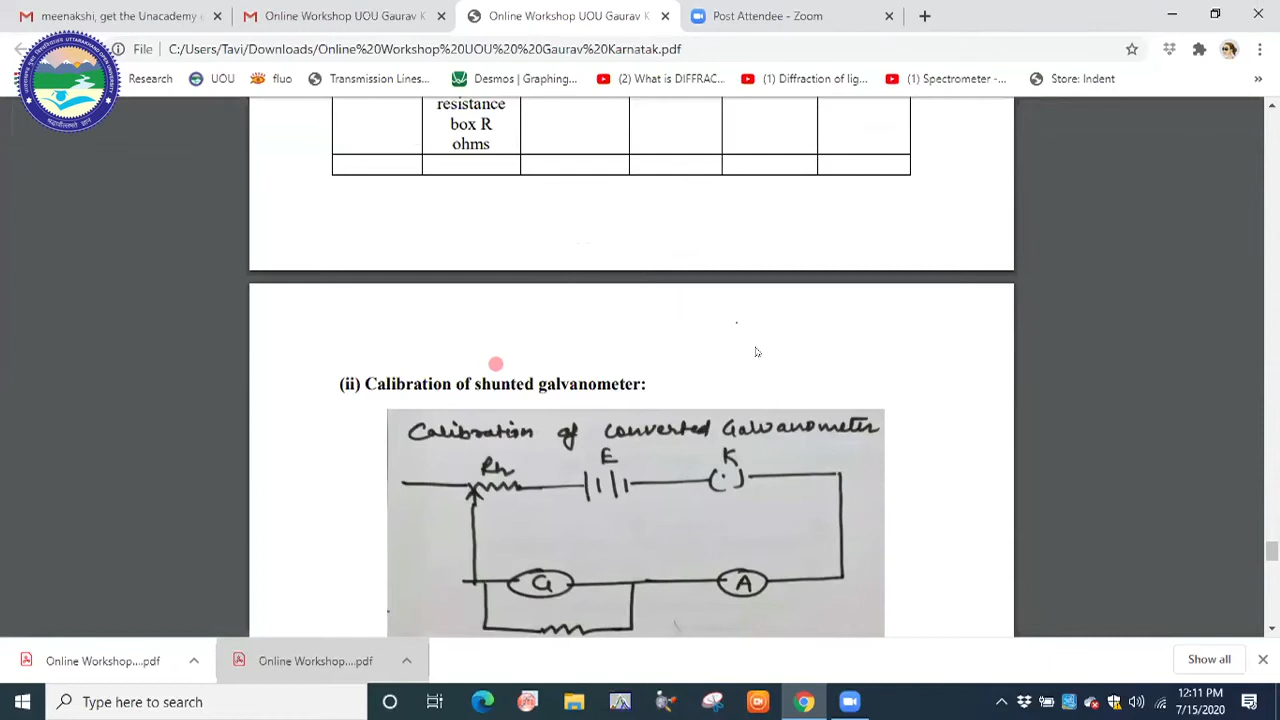 meenakshi, get the Unacademy
Online Workshop UOU Gaurav K
Online Workshop UOU Gaurav K
Post Attendee - Zoom
File
C:/Users/Tavi/Downloads/Online%20Workshop%20UOU%20%20Gaurav%20Karnatak.pdf
Research
UOU
fluo
Transmission Lines...
Desmos | Graphing...
(2) What is DIFFRAC...
(1) Diffraction of lig...
(1) Spectrometer -...
Store: Indent
»
resistance
box R
ohms
(ii) Calibration of shunted galvanometer:
Calibration of converted Galvanometer
Rh
E
K
G
A
Online Workshop....pdf
Online Workshop....pdf
Show all
Type here to search
12:11 PM
7/15/2020